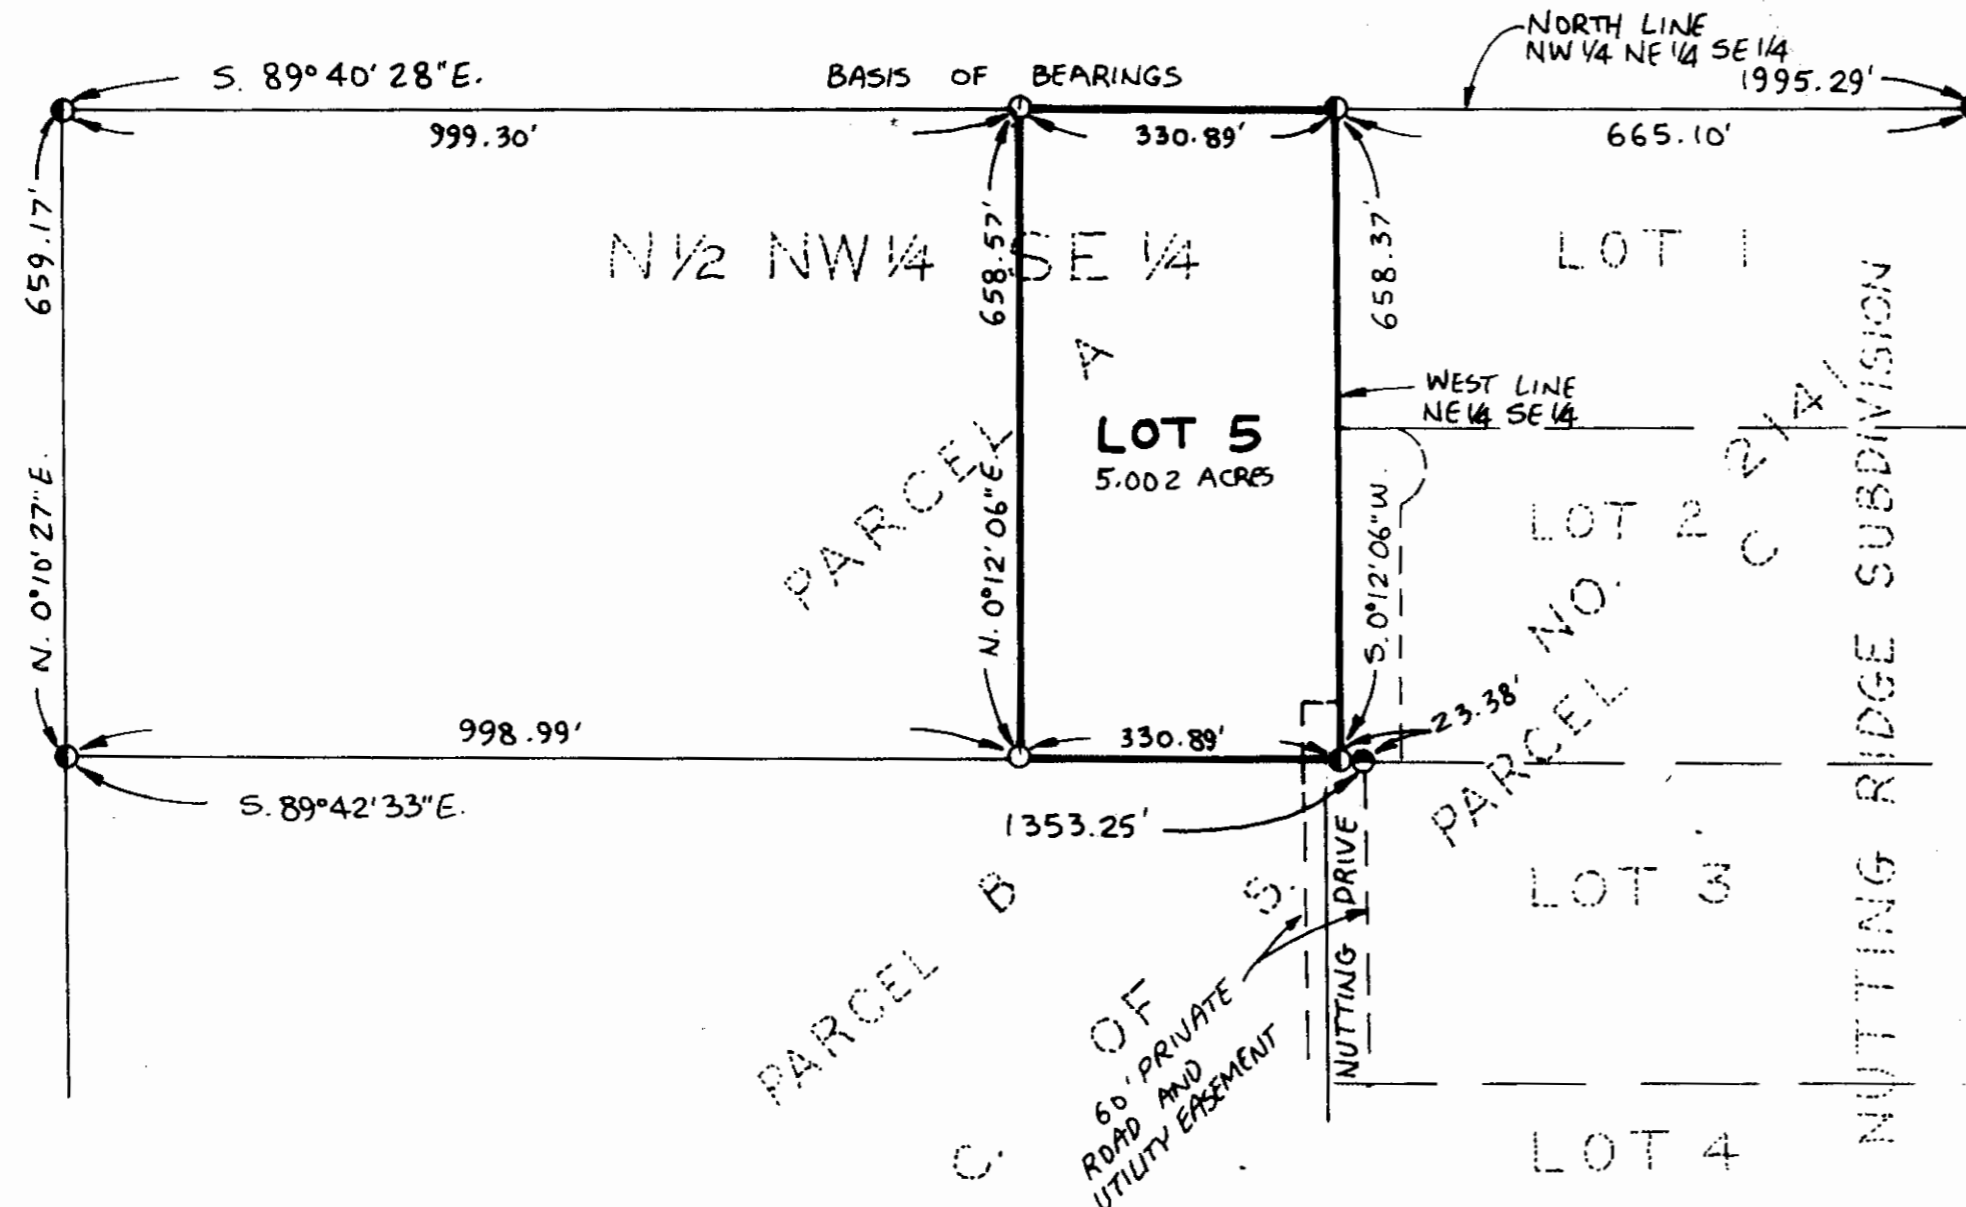 NORTH LINE
NW 1/4 NE 1/4 SE 1/4
S. 89°40'28"E.
BASIS OF BEARINGS
1995.29'
999.30'
330.89'
665.10'
659.17'
658.57'
658.37'
N 1/2 NW 1/4 SE 1/4
LOT 1
PARCEL A
WEST LINE
NE 1/4 SE 1/4
LOT 5
5.002 ACRES
N. 0°10'27"E.
N. 0°12'06"E.
S. 0°12'06"W.
LOT 2
C. S. OF PARCEL NO. C 2141
NUTTING RIDGE SUBDIVISION
998.99'
330.89'
23.38'
S. 89°42'33"E.
1353.25'
PARCEL B
NUTTING DRIVE
LOT 3
60' PRIVATE
ROAD AND
UTILITY EASEMENT
LOT 4